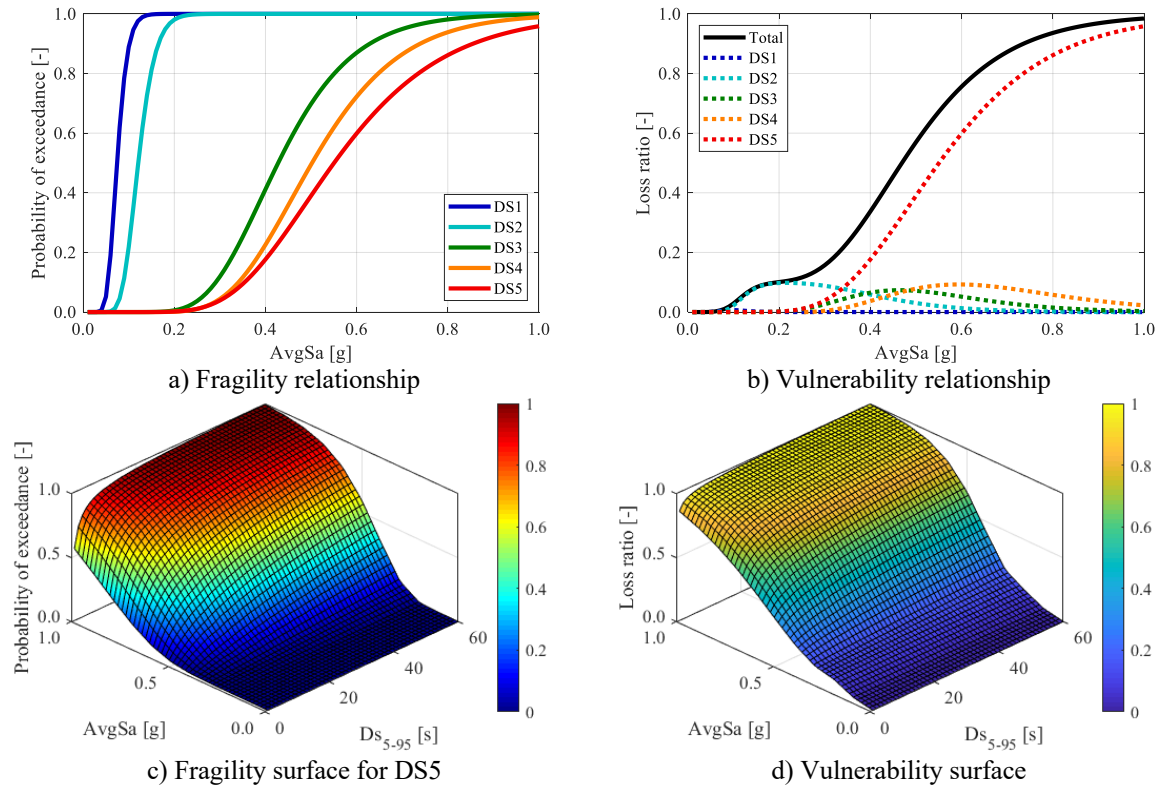 Probability of exceedance [-]
1.0
0.8
0.6
0.4
0.2
0.0
0.0 0.2 0.4 0.6 0.8 1.0
AvgSa [g]
DS1
DS2
DS3
DS4
DS5
a) Fragility relationship
Loss ratio [-]
1.0
0.8
0.6
0.4
0.2
0.0
0.0 0.2 0.4 0.6 0.8 1.0
AvgSa [g]
Total
DS1
DS2
DS3
DS4
DS5
b) Vulnerability relationship
Probability of exceedance [-]
1.0
0.5
0.0
1.0
0.5
0.0
AvgSa [g]
0
20
40
60
Ds5-95 [s]
1
0.8
0.6
0.4
0.2
0
c) Fragility surface for DS5
Loss ratio [-]
1.0
0.5
0.0
1.0
0.5
0.0
AvgSa [g]
0
20
40
60
Ds5-95 [s]
1
0.8
0.6
0.4
0.2
0
d) Vulnerability surface